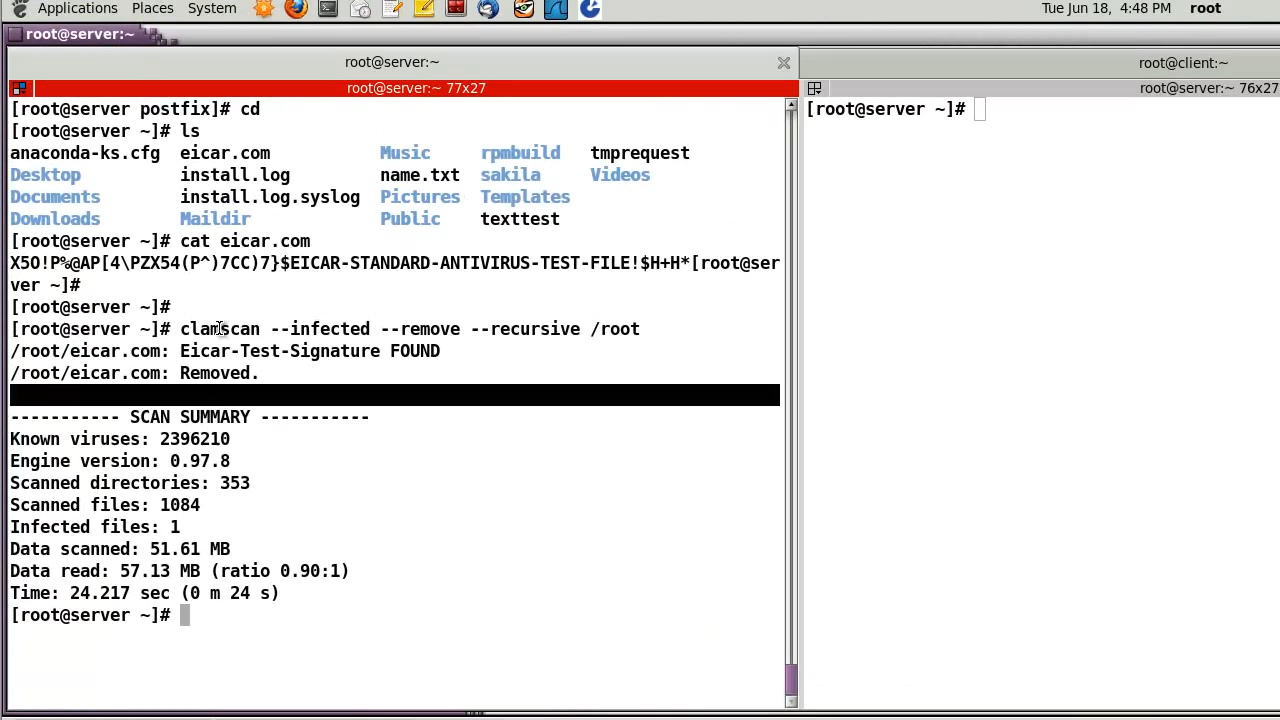 Applications Places System Tue Jun 18, 4:48 PM root
root@server:~
root@server:~ root@client:~
root@server:~ 77x27 root@server:~ 76x27
[root@server postfix]# cd
[root@server ~]#
[root@server ~]# ls
anaconda-ks.cfg eicar.com Music rpmbuild tmprequest
Desktop install.log name.txt sakila Videos
Documents install.log.syslog Pictures Templates
Downloads Maildir Public texttest
[root@server ~]# cat eicar.com
X5O!P%@AP[4\PZX54(P^)7CC)7}$EICAR-STANDARD-ANTIVIRUS-TEST-FILE!$H+H*[root@ser
ver ~]#
[root@server ~]#
[root@server ~]# clamscan --infected --remove --recursive /root
/root/eicar.com: Eicar-Test-Signature FOUND
/root/eicar.com: Removed.
----------- SCAN SUMMARY -----------
Known viruses: 2396210
Engine version: 0.97.8
Scanned directories: 353
Scanned files: 1084
Infected files: 1
Data scanned: 51.61 MB
Data read: 57.13 MB (ratio 0.90:1)
Time: 24.217 sec (0 m 24 s)
[root@server ~]#